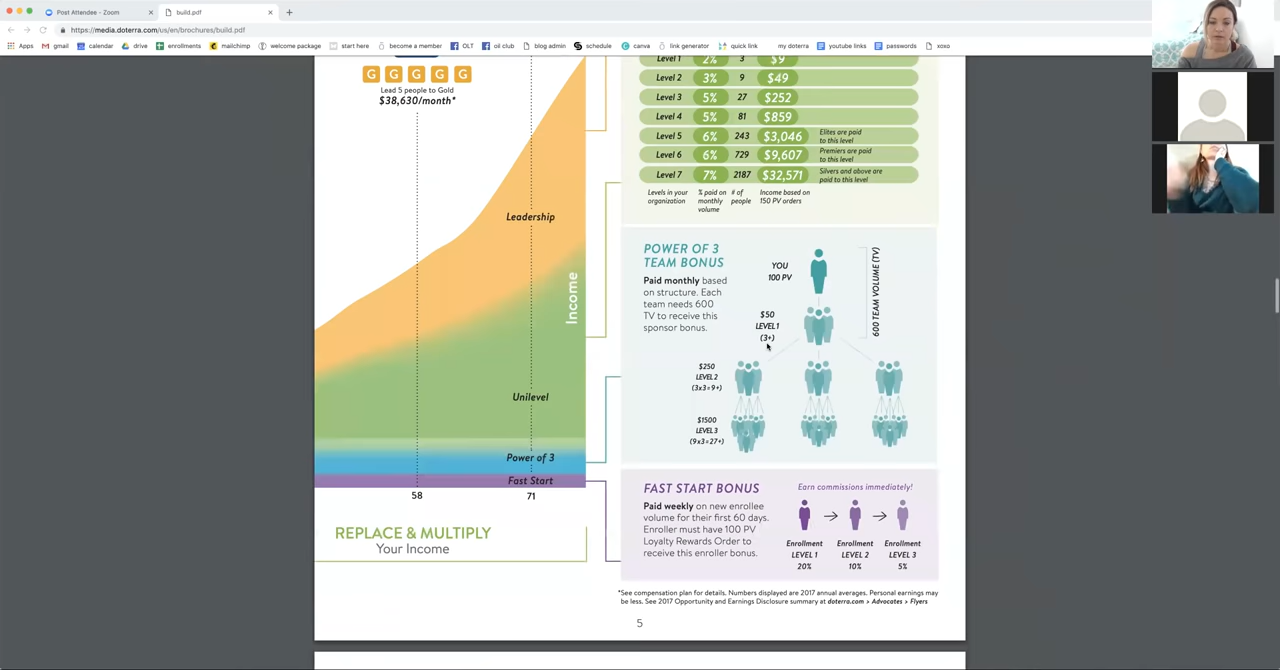 Post Attendee - Zoom
build.pdf
https://media.doterra.com/us/en/brochures/build.pdf
Apps
gmail
calendar
drive
enrollments
mailchimp
welcome package
start here
become a member
OLT
oil club
blog admin
schedule
canva
link generator
quick link
my doterra
youtube links
passwords
xoxo
G G G G G
Lead 5 people to Gold
$38,630/month*
Leadership
Income
Unilevel
Power of 3
Fast Start
58
71
REPLACE & MULTIPLY
Your Income
Level 1 2% 3 $9
Level 2 3% 9 $49
Level 3 5% 27 $252
Level 4 5% 81 $859
Level 5 6% 243 $3,046 Elites are paid
to this level
Level 6 6% 729 $9,607 Premiers are paid
to this level
Level 7 7% 2187 $32,571 Silvers and above are
paid to this level
Levels in your
organization
% paid on
monthly
volume
# of
people
Income based on
150 PV orders
POWER OF 3
TEAM BONUS
Paid monthly based
on structure. Each
team needs 600
TV to receive this
sponsor bonus.
YOU
100 PV
$50
LEVEL 1
(3+)
600 TEAM VOLUME (TV)
$250
LEVEL 2
(3x3=9+)
$1500
LEVEL 3
(9x3=27+)
FAST START BONUS
Paid weekly on new enrollee
volume for their first 60 days.
Enroller must have 100 PV
Loyalty Rewards Order to
receive this enroller bonus.
Earn commissions immediately!
Enrollment
LEVEL 1
20%
Enrollment
LEVEL 2
10%
Enrollment
LEVEL 3
5%
*See compensation plan for details. Numbers displayed are 2017 annual averages. Personal earnings may
be less. See 2017 Opportunity and Earnings Disclosure summary at doterra.com > Advocates > Flyers
5